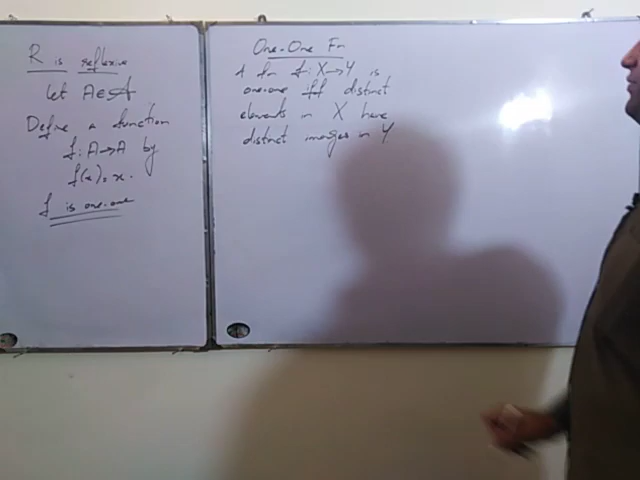 R is reflexive
Let A ∈ 𝒜
Define a function
f: A→A by
f(x) = x.
f is one-one
One-One Fn
A fn f: X→Y is
one-one iff distinct
elements in X have
distinct images in Y